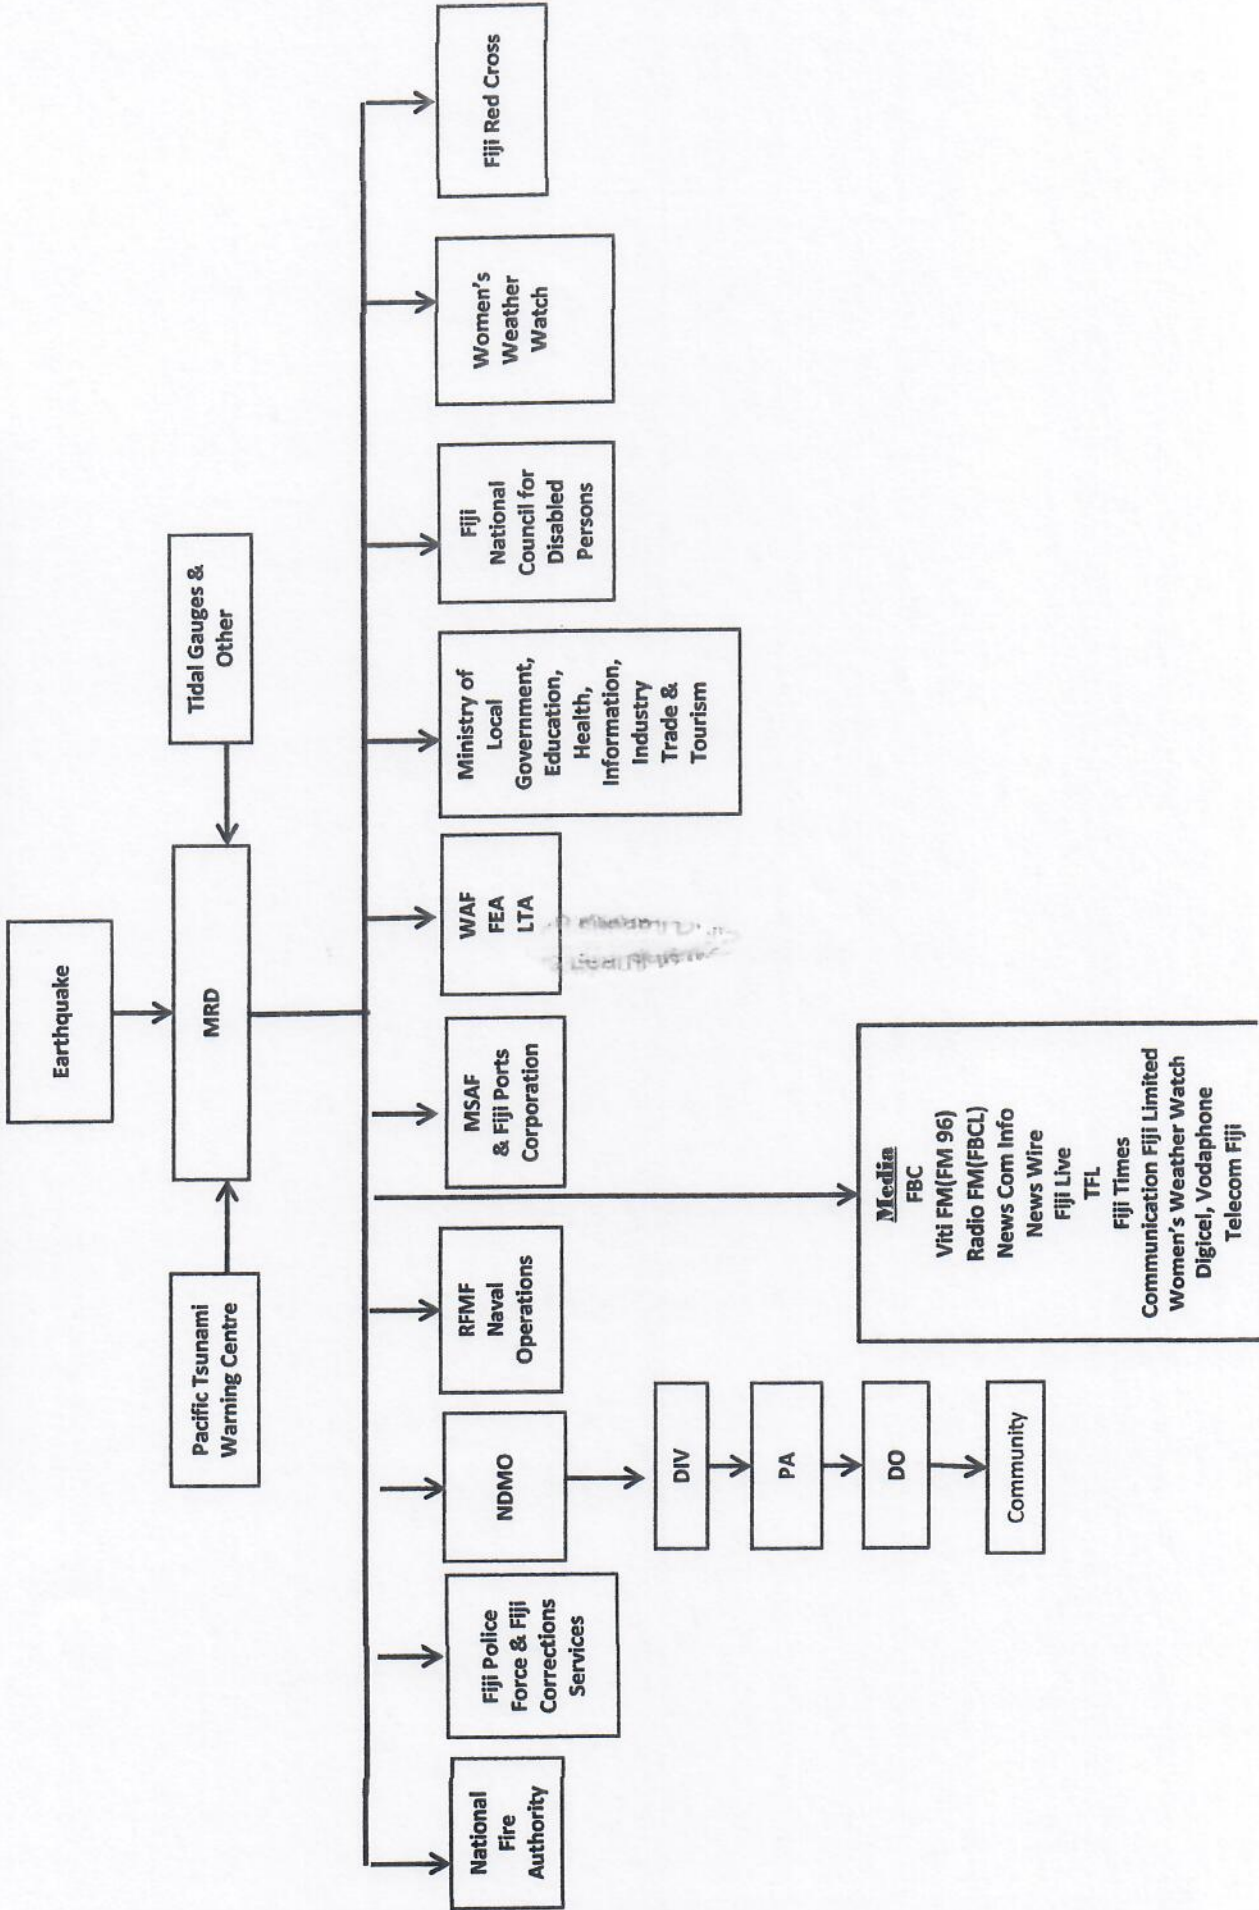 Earthquake
Pacific Tsunami
Warning Centre
MRD
Tidal Gauges &
Other
National
Fire
Authority
Fiji Police
Force & Fiji
Corrections
Services
NDMO
RFMF
Naval
Operations
MSAF
& Fiji Ports
Corporation
WAF
FEA
LTA
Ministry of
Local
Government,
Education,
Health,
Information,
Industry
Trade &
Tourism
Fiji
National
Council for
Disabled
Persons
Women's
Weather
Watch
Fiji Red Cross
DIV
PA
DO
Community
Media
FBC
Viti FM(FM 96)
Radio FM(FBCL)
News Com Info
News Wire
Fiji Live
TFL
Fiji Times
Communication Fiji Limited
Women's Weather Watch
Digicel, Vodaphone
Telecom Fiji